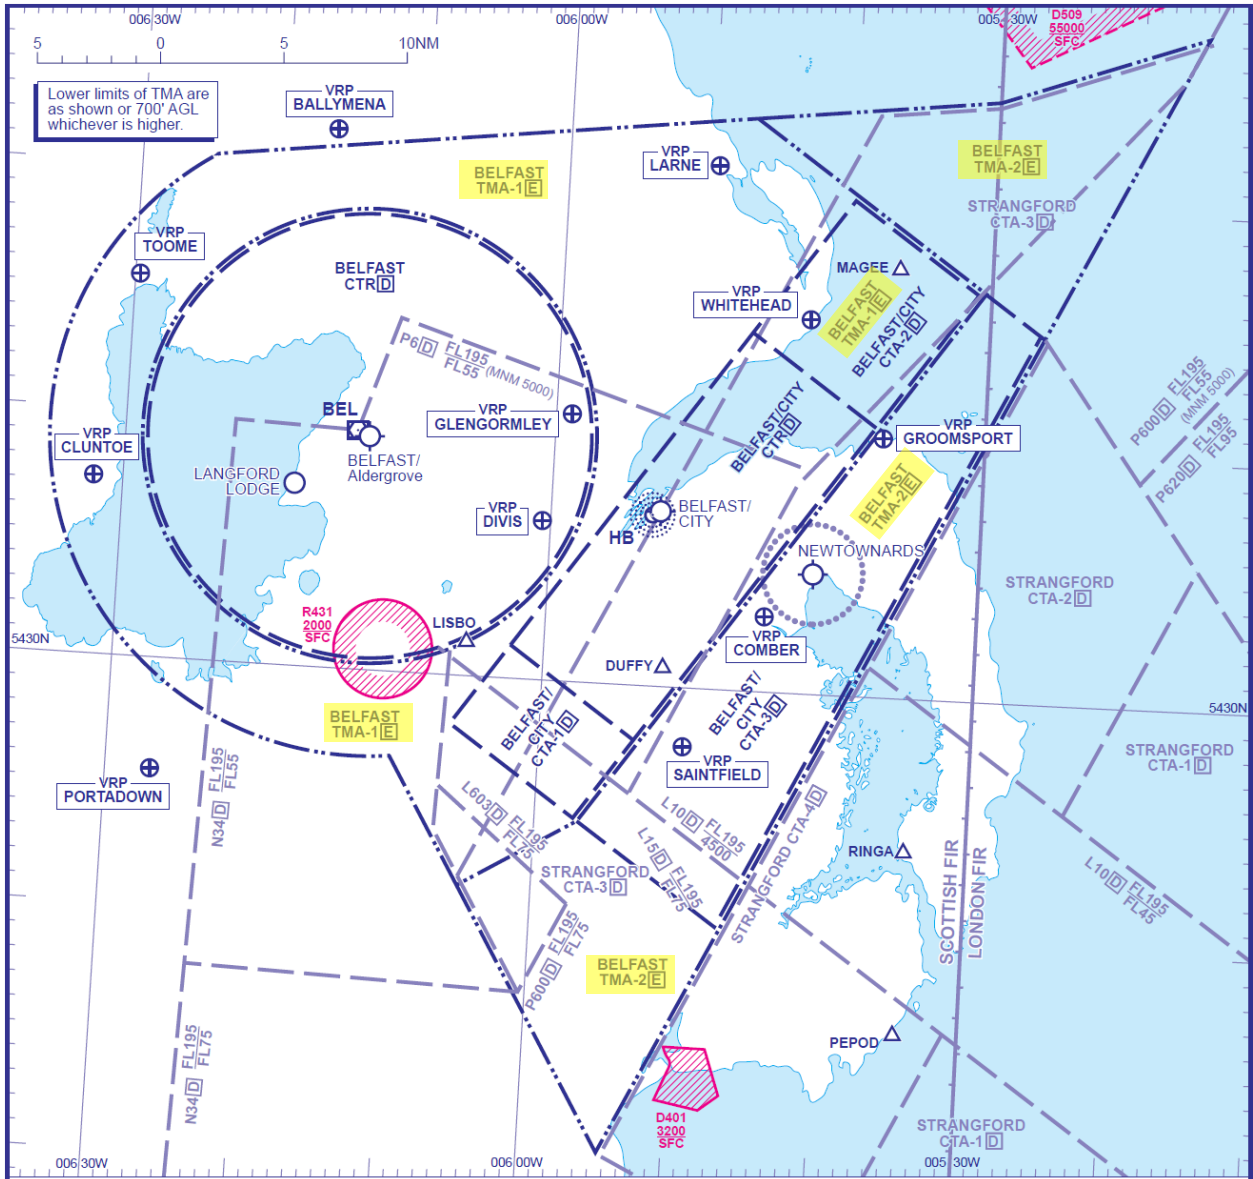 006 30W
006 00W
005 30W
5
0
5
10NM
Lower limits of TMA are
as shown or 700' AGL
whichever is higher.
VRP
BALLYMENA
D509
55000
SFC
BELFAST
TMA-1 E
VRP
LARNE
BELFAST
TMA-2 E
STRANGFORD
CTA-3 D
VRP
TOOME
BELFAST
CTR D
MAGEE
VRP
WHITEHEAD
BELFAST
TMA-1 E
BELFAST/CITY
CTA-2 D
P6 D FL195
FL55 (MNM 5000)
P600 D FL195
FL55
(MNM 5000)
P620 D FL195
FL95
BEL
VRP
GLENGORMLEY
BELFAST/CITY
CTR D
VRP
GROOMSPORT
VRP
CLUNTOE
BELFAST/
Aldergrove
LANGFORD
LODGE
BELFAST
TMA-2 E
VRP
DIVIS
BELFAST/
CITY
HB
NEWTOWNARDS
STRANGFORD
CTA-2 D
R431
2000
SFC
LISBO
5430N
VRP
COMBER
DUFFY
BELFAST
TMA-1 E
BELFAST/
CITY
CTA-1 D
BELFAST/
CITY
CTA-3 D
5430N
VRP
SAINTFIELD
STRANGFORD
CTA-1 D
VRP
PORTADOWN
N34 D FL195
FL55
L603 D FL195
FL75
L10 D FL195
4500
L15 D FL195
FL75
STRANGFORD CTA-4 D
RINGA
STRANGFORD
CTA-3 D
L10 D FL195
FL45
SCOTTISH FIR
LONDON FIR
P600 D FL195
FL75
BELFAST
TMA-2 E
PEPOD
N34 D FL195
FL75
D401
3200
SFC
STRANGFORD
CTA-1 D
006 30W
006 00W
005 30W